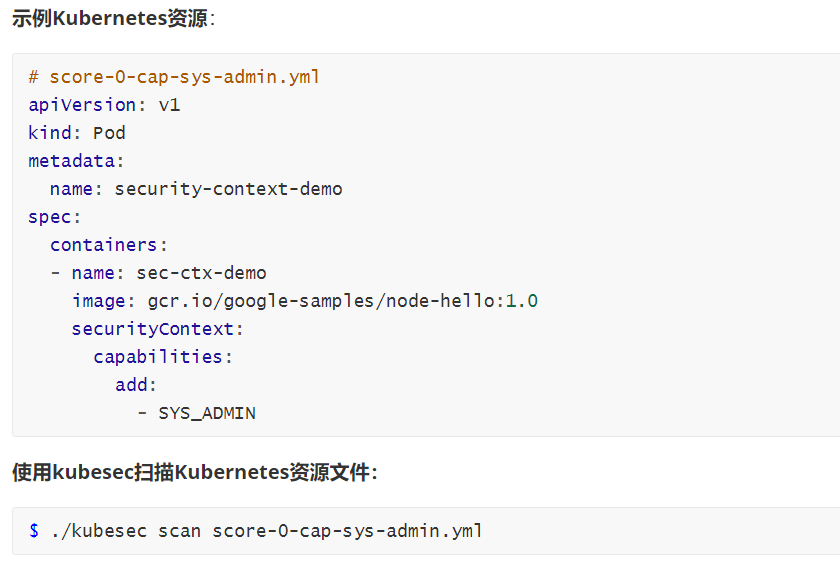 示例Kubernetes资源：
# score-0-cap-sys-admin.yml
apiVersion: v1
kind: Pod
metadata:
  name: security-context-demo
spec:
  containers:
  - name: sec-ctx-demo
    image: gcr.io/google-samples/node-hello:1.0
    securityContext:
      capabilities:
        add:
          - SYS_ADMIN
使用kubesec扫描Kubernetes资源文件：
$ ./kubesec scan score-0-cap-sys-admin.yml